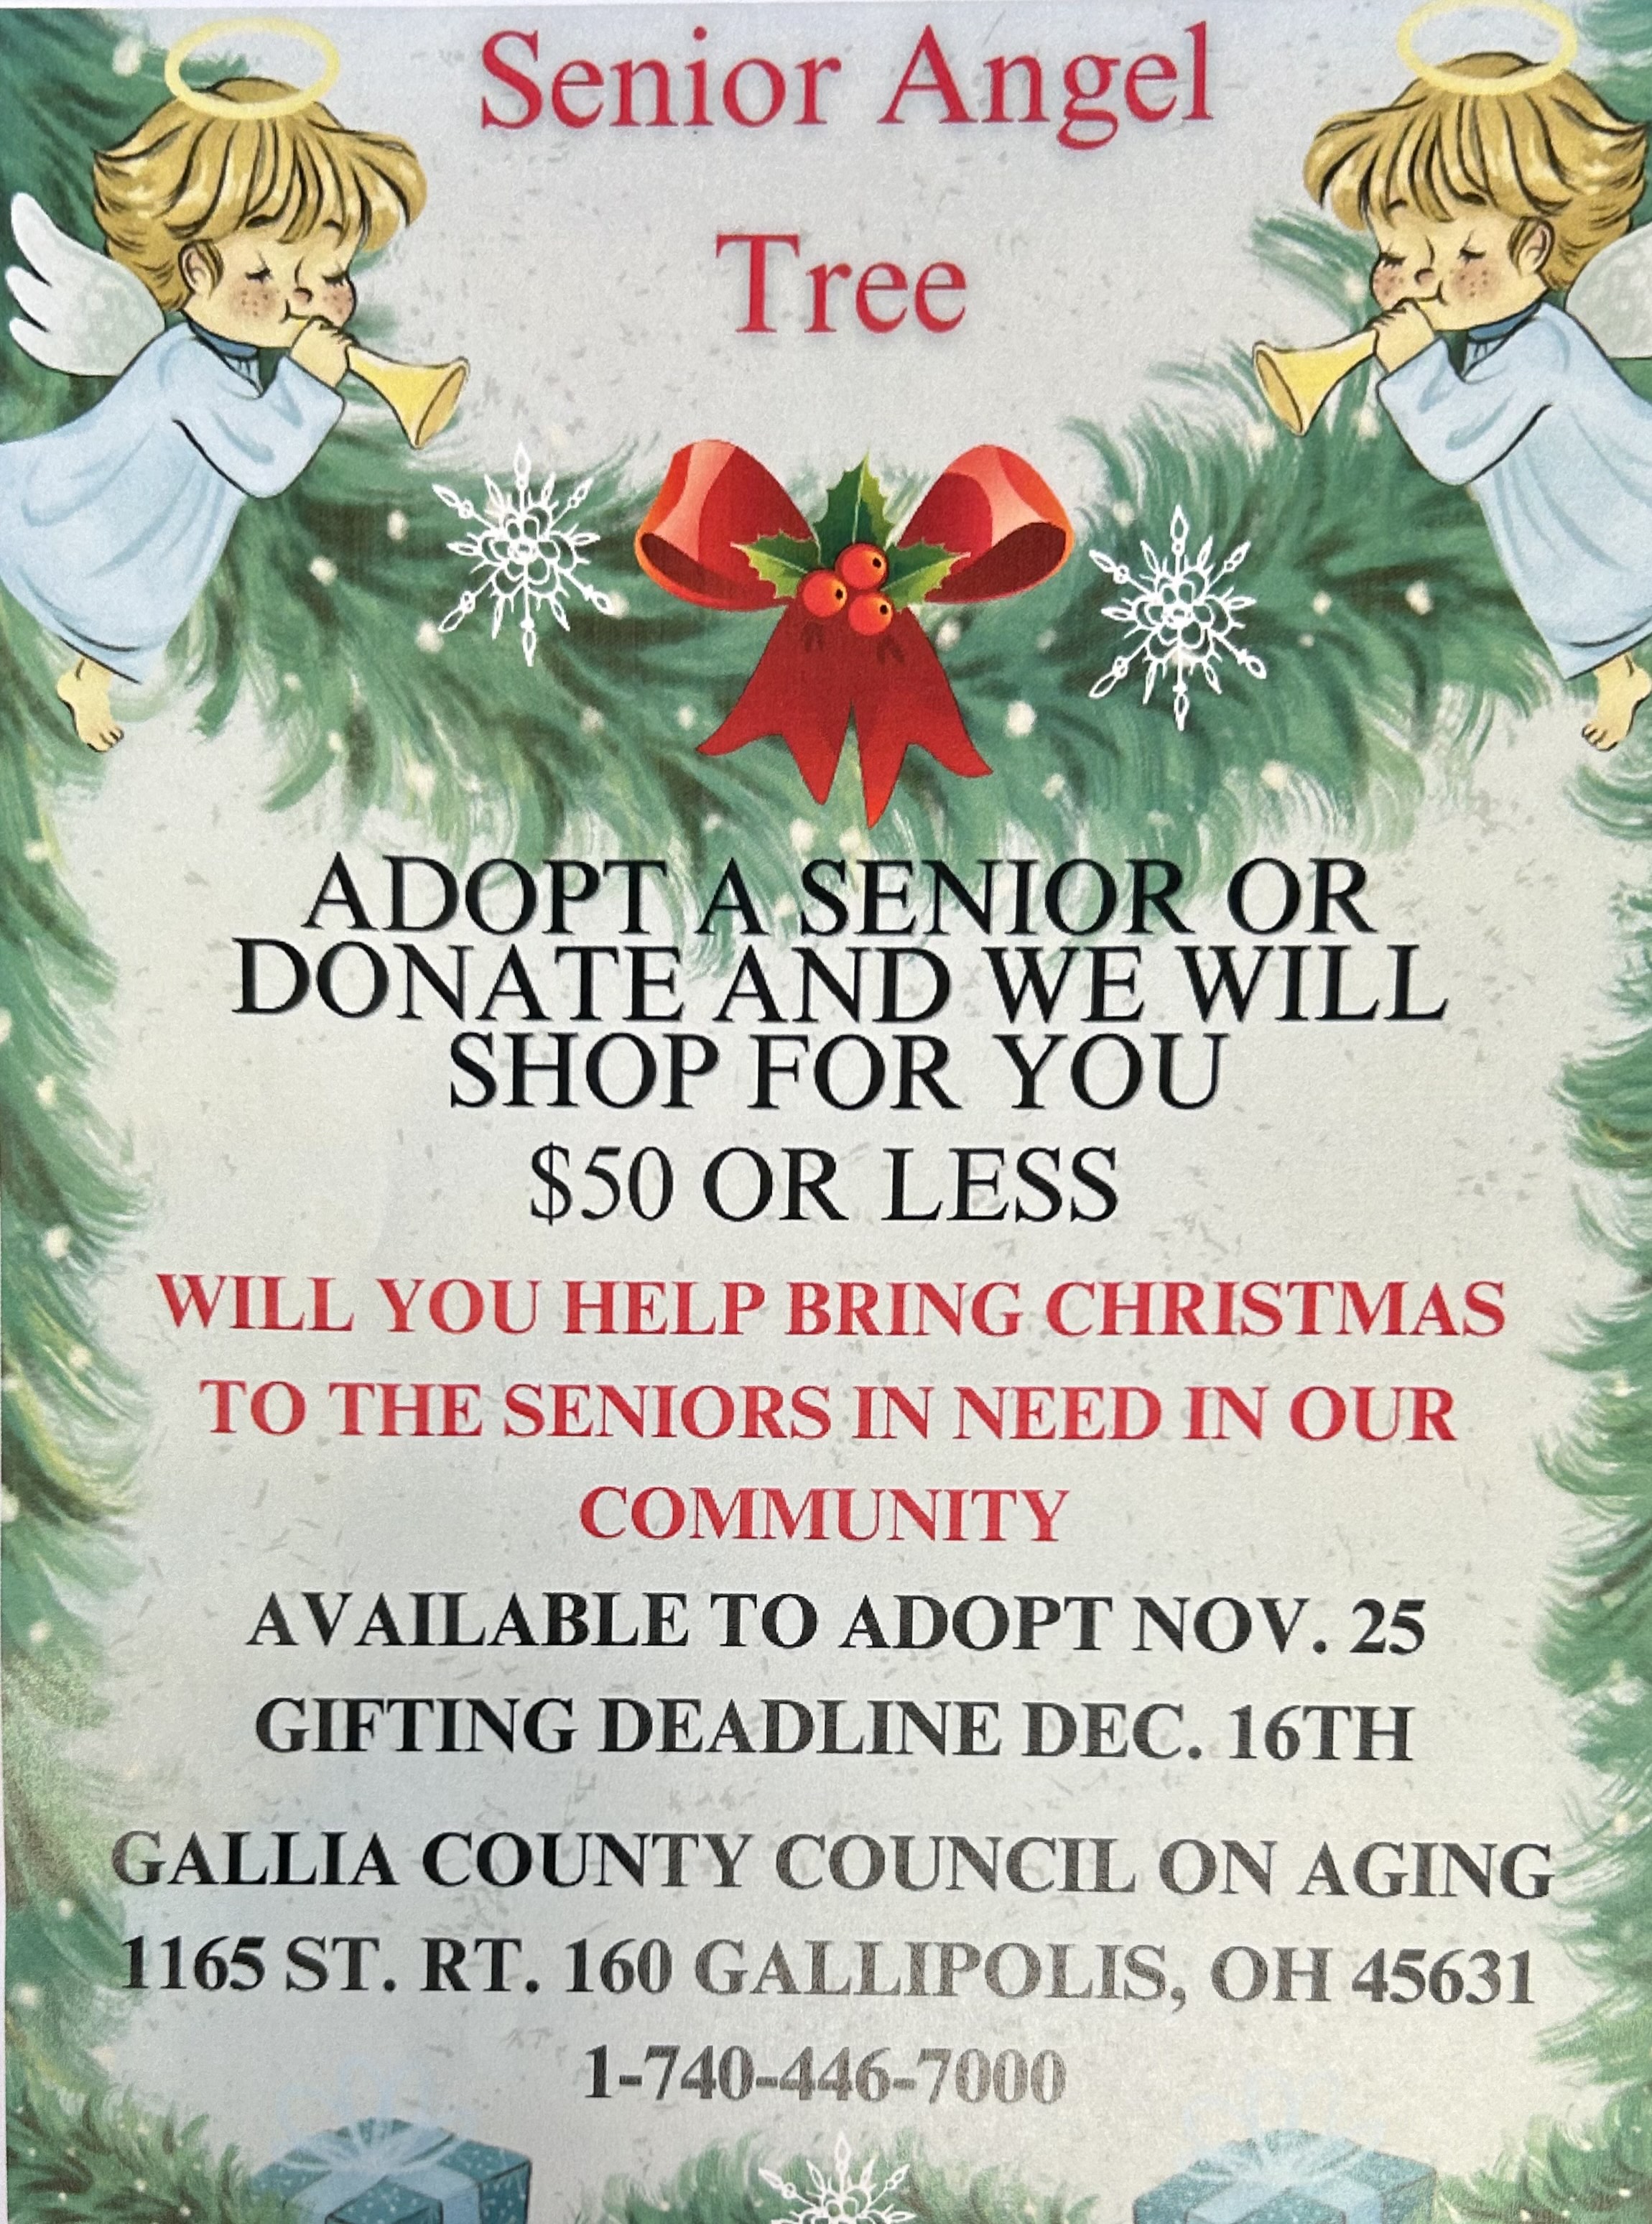 Senior Angel
Tree
ADOPT A SENIOR OR
DONATE AND WE WILL
SHOP FOR YOU
$50 OR LESS
WILL YOU HELP BRING CHRISTMAS
TO THE SENIORS IN NEED IN OUR
COMMUNITY
AVAILABLE TO ADOPT NOV. 25
GIFTING DEADLINE DEC. 16TH
GALLIA COUNTY COUNCIL ON AGING
1165 ST. RT. 160 GALLIPOLIS, OH 45631
1-740-446-7000